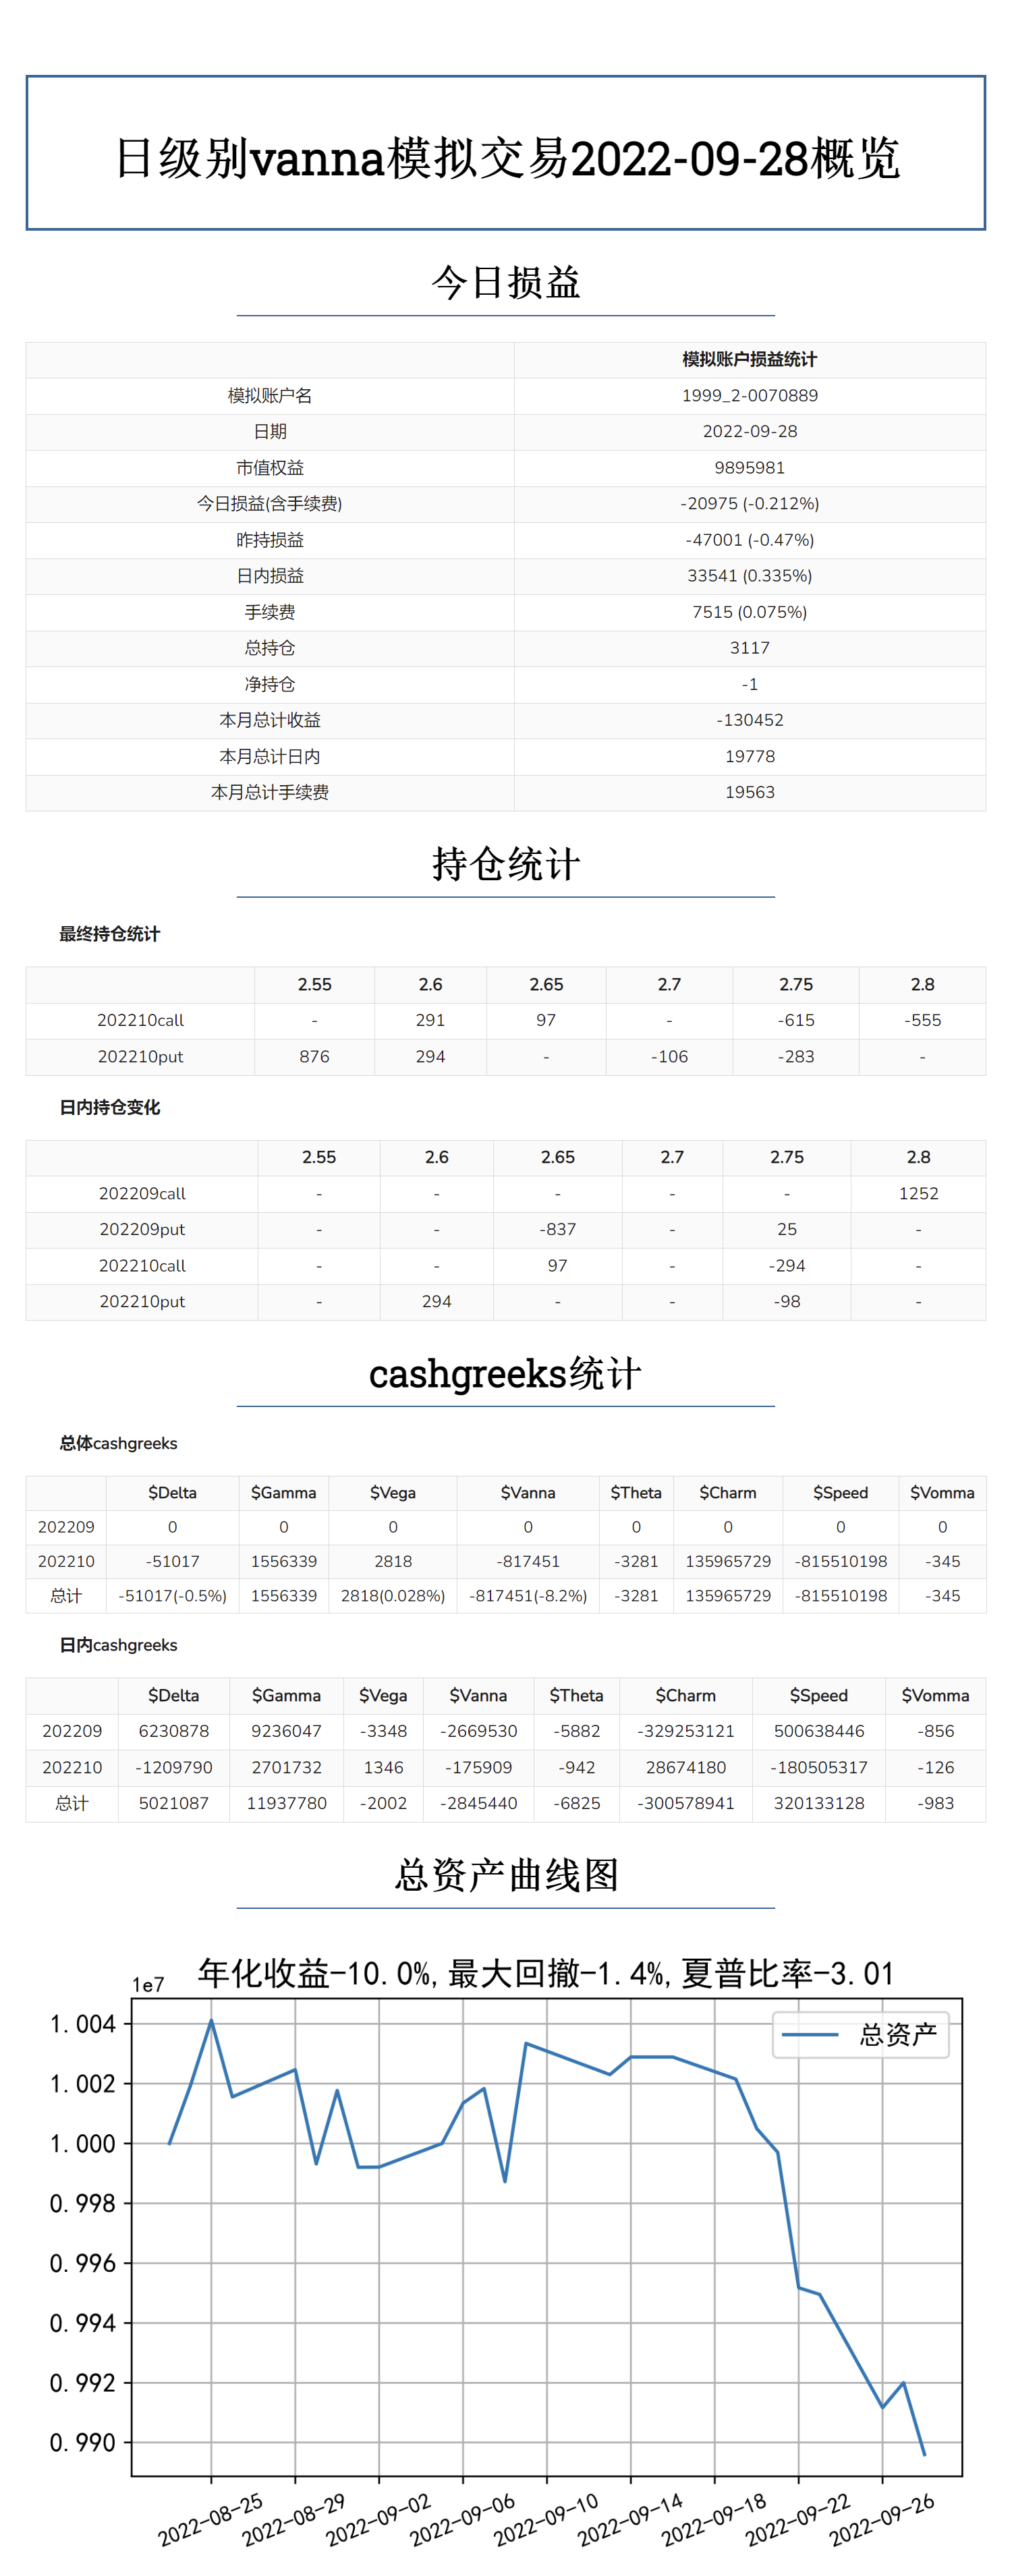 日级别vanna模拟交易2022-09-28概览
今日损益
模拟账户损益统计
模拟账户名 1999_2-0070889
日期 2022-09-28
市值权益 9895981
今日损益(含手续费) -20975 (-0.212%)
昨持损益 -47001 (-0.47%)
日内损益 33541 (0.335%)
手续费 7515 (0.075%)
总持仓 3117
净持仓 -1
本月总计收益 -130452
本月总计日内 19778
本月总计手续费 19563
持仓统计
最终持仓统计
2.55 2.6 2.65 2.7 2.75 2.8
202210call - 291 97 - -615 -555
202210put 876 294 - -106 -283 -
日内持仓变化
2.55 2.6 2.65 2.7 2.75 2.8
202209call - - - - - 1252
202209put - - -837 - 25 -
202210call - - 97 - -294 -
202210put - 294 - - -98 -
cashgreeks统计
总体cashgreeks
$Delta $Gamma $Vega $Vanna $Theta $Charm $Speed $Vomma
202209 0 0 0 0 0 0 0 0
202210 -51017 1556339 2818 -817451 -3281 135965729 -815510198 -345
总计 -51017(-0.5%) 1556339 2818(0.028%) -817451(-8.2%) -3281 135965729 -815510198 -345
日内cashgreeks
$Delta $Gamma $Vega $Vanna $Theta $Charm $Speed $Vomma
202209 6230878 9236047 -3348 -2669530 -5882 -329253121 500638446 -856
202210 -1209790 2701732 1346 -175909 -942 28674180 -180505317 -126
总计 5021087 11937780 -2002 -2845440 -6825 -300578941 320133128 -983
总资产曲线图
年化收益-10.0%,最大回撤-1.4%,夏普比率-3.01
1e7
总资产
1.004
1.002
1.000
0.998
0.996
0.994
0.992
0.990
2022-08-25 2022-08-29 2022-09-02 2022-09-06 2022-09-10 2022-09-14 2022-09-18 2022-09-22 2022-09-26